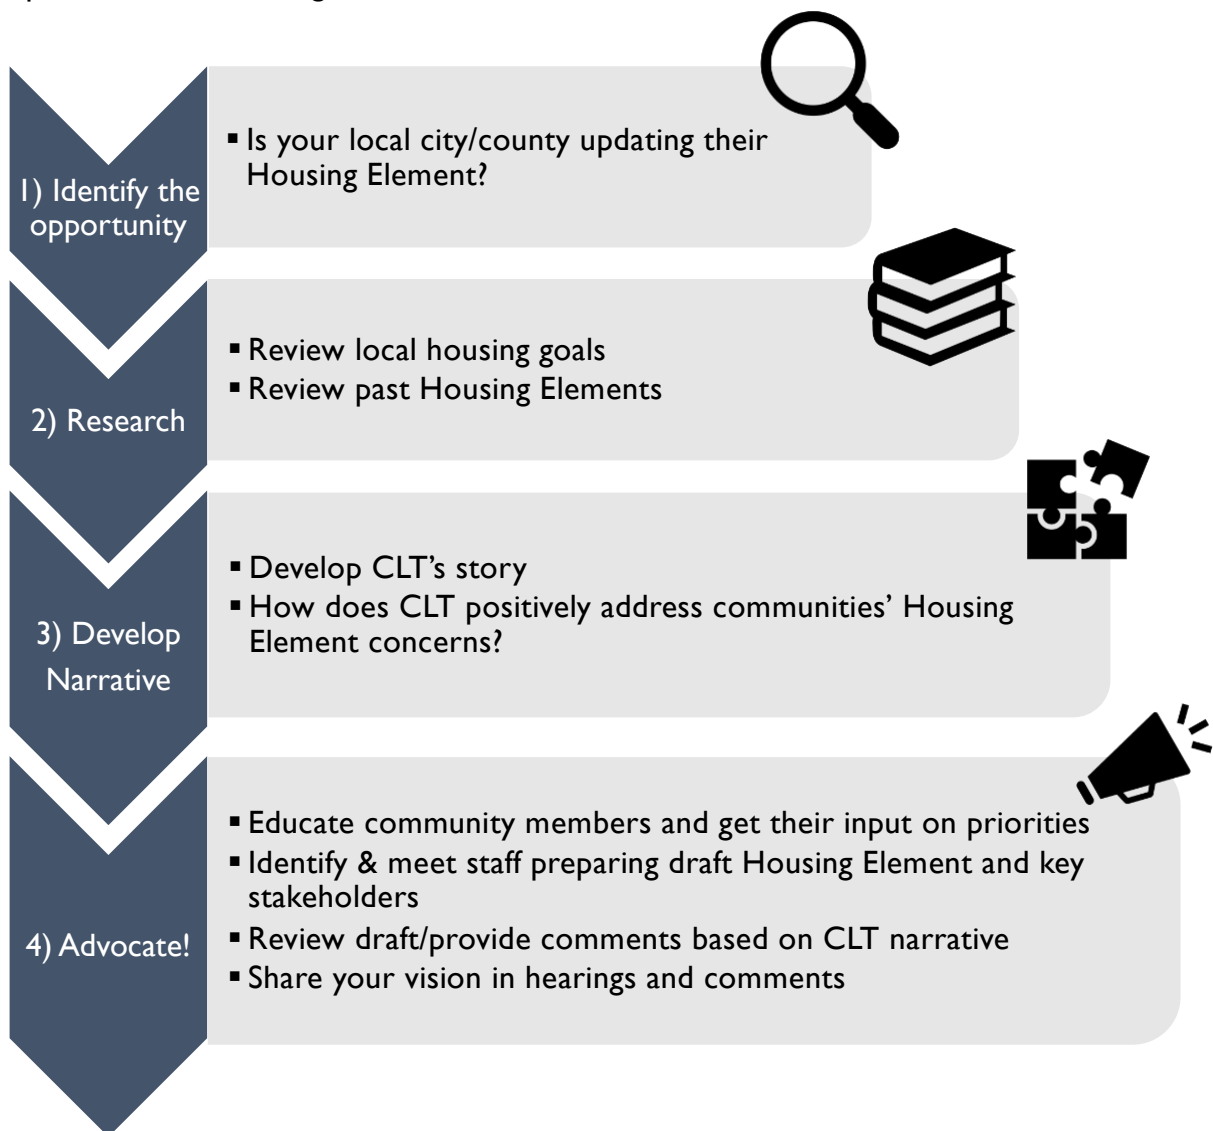 1) Identify the
opportunity
▪ Is your local city/county updating their
Housing Element?
2) Research
▪ Review local housing goals
▪ Review past Housing Elements
3) Develop
Narrative
▪ Develop CLT’s story
▪ How does CLT positively address communities’ Housing
Element concerns?
4) Advocate!
▪ Educate community members and get their input on priorities
▪ Identify & meet staff preparing draft Housing Element and key
stakeholders
▪ Review draft/provide comments based on CLT narrative
▪ Share your vision in hearings and comments